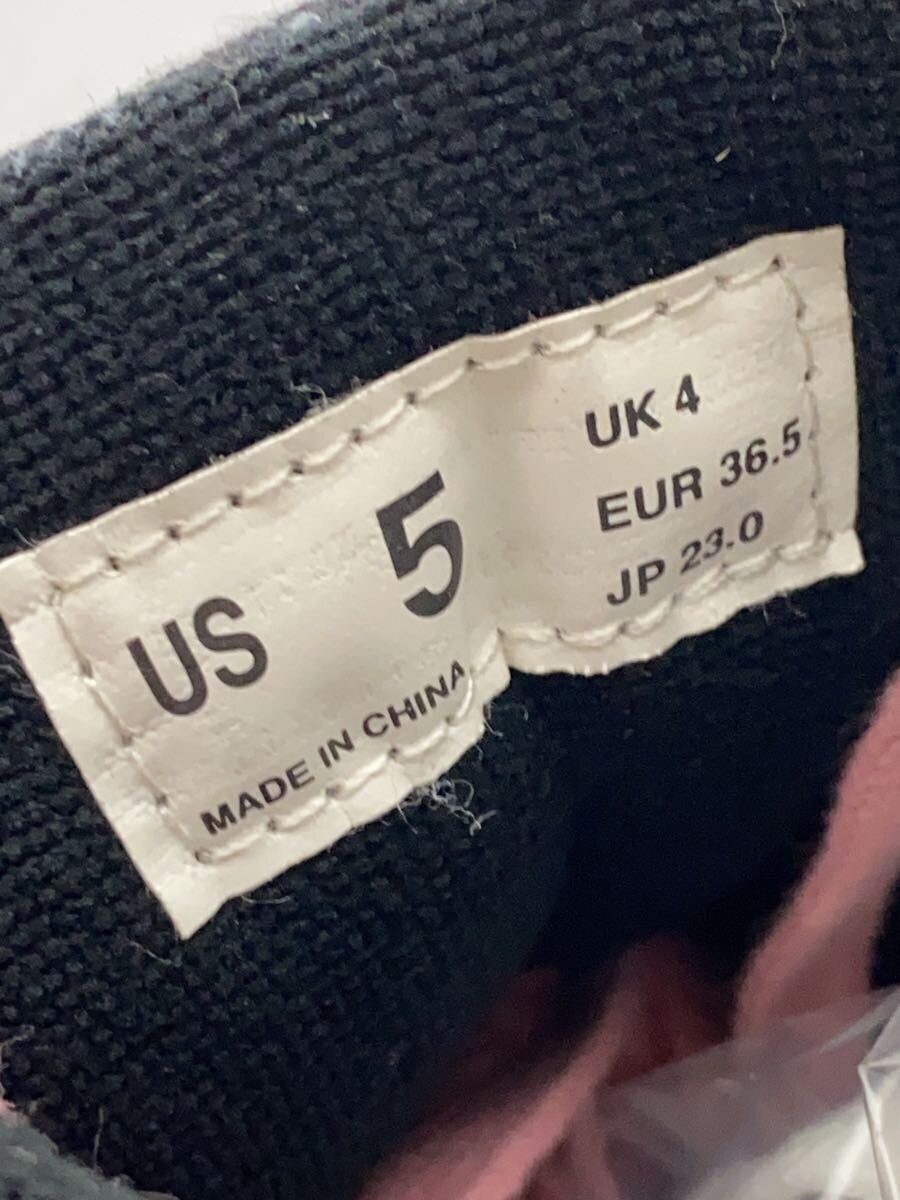 US 5
MADE IN CHINA
UK 4
EUR 36.5
JP 23.0